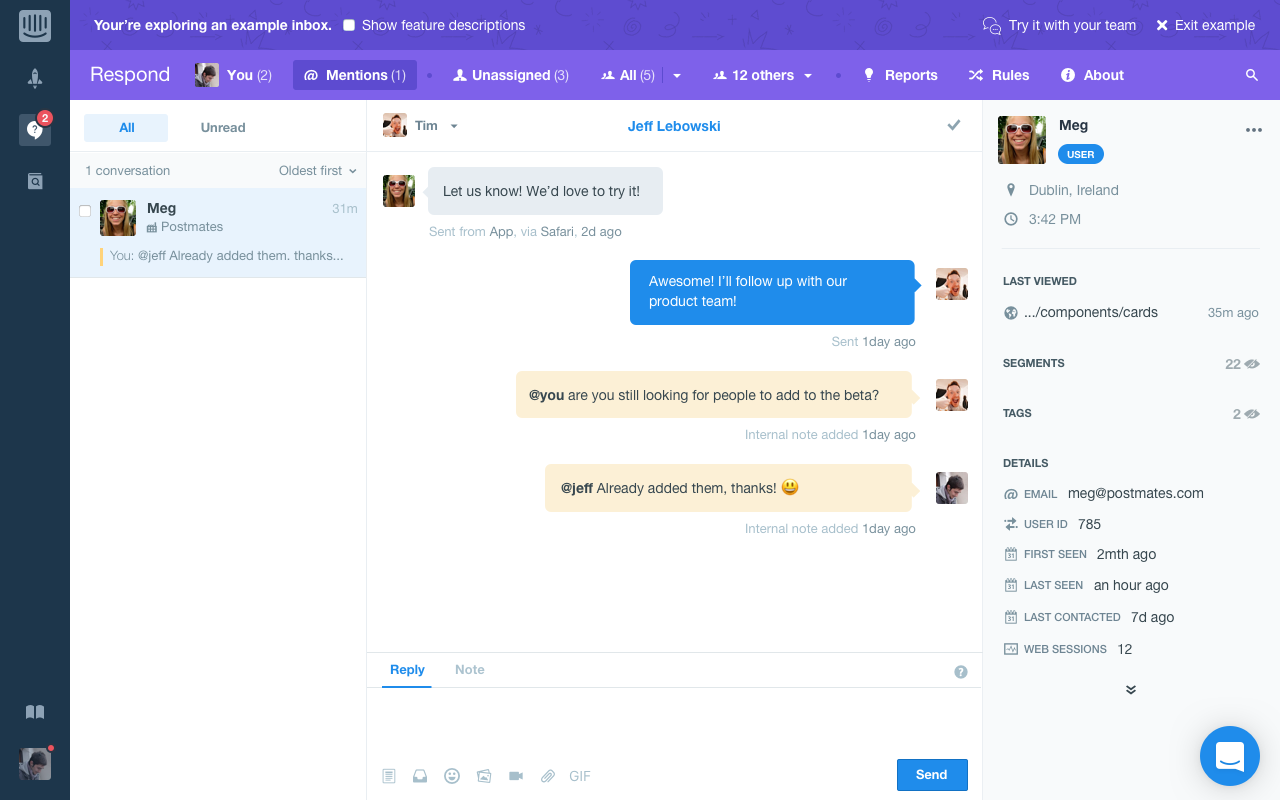 Your're exploring an example inbox. Show feature descriptions Try it with your team Exit example
Respond You (2) @ Mentions (1) Unassigned (3) All (5) 12 others Reports Rules About
2
All Unread
1 conversation Oldest first
Meg 31m
Postmates
You: @jeff Already added them. thanks...
Tim Jeff Lebowski
Let us know! We'd love to try it!
Sent from App, via Safari, 2d ago
Awesome! I'll follow up with our
product team!
Sent 1day ago
@you are you still looking for people to add to the beta?
Internal note added 1day ago
@jeff Already added them, thanks! 😃
Internal note added 1day ago
Reply Note ?
GIF Send
Meg
USER
Dublin, Ireland
3:42 PM
LAST VIEWED
.../components/cards 35m ago
SEGMENTS 22
TAGS 2
DETAILS
@ EMAIL meg@postmates.com
USER ID 785
31 FIRST SEEN 2mth ago
31 LAST SEEN an hour ago
31 LAST CONTACTED 7d ago
WEB SESSIONS 12